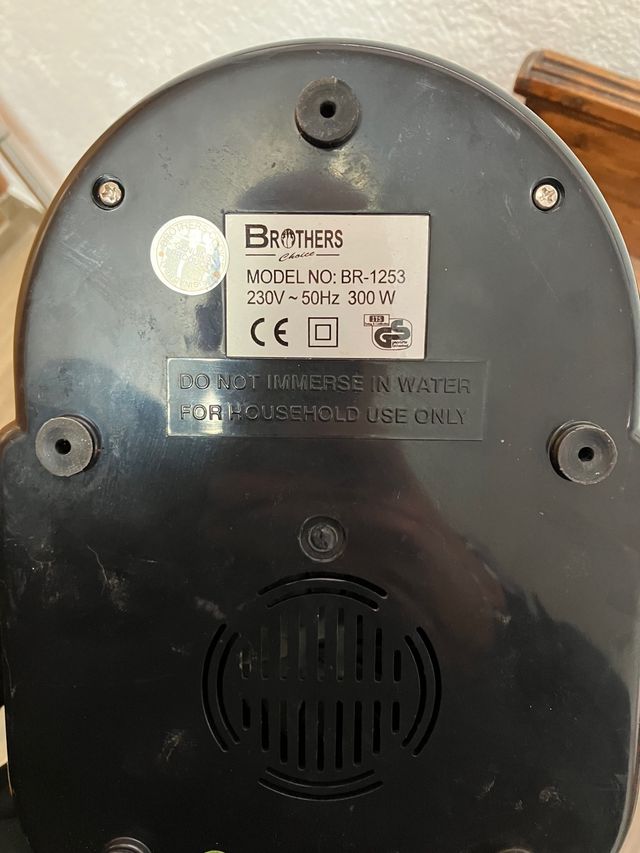 BROTHERS
Choice
MODEL NO: BR-1253
230V ~ 50Hz 300 W
CE
ITS
GS
DO NOT IMMERSE IN WATER
FOR HOUSEHOLD USE ONLY